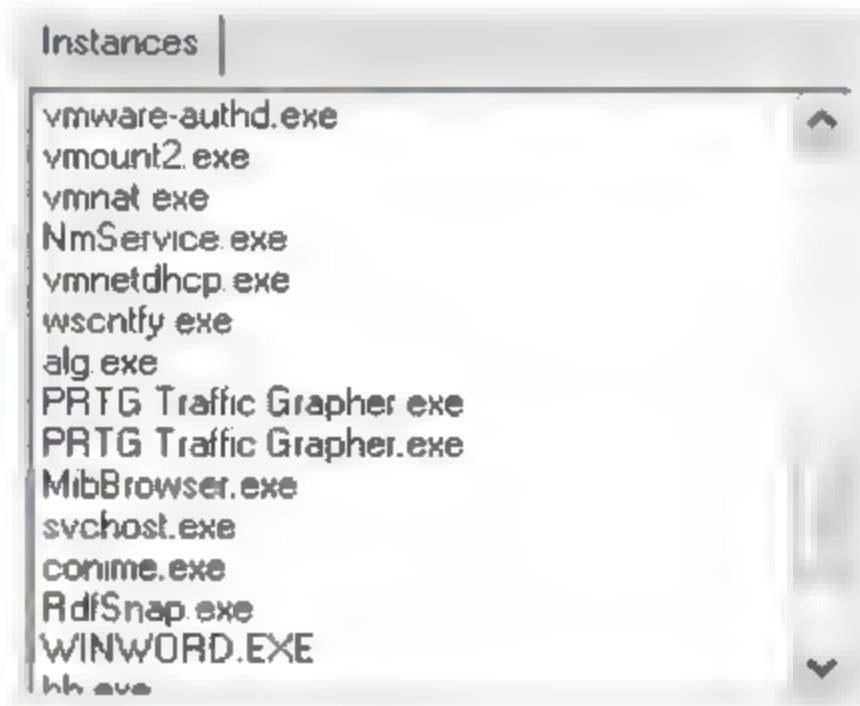 Instances
vmware-authd.exe
vmount2.exe
vmnat.exe
NmService.exe
vmnetdhcp.exe
wscntfy.exe
alg.exe
PRTG Traffic Grapher.exe
PRTG Traffic Grapher.exe
MibBrowser.exe
svchost.exe
conime.exe
RdfSnap.exe
WINWORD.EXE